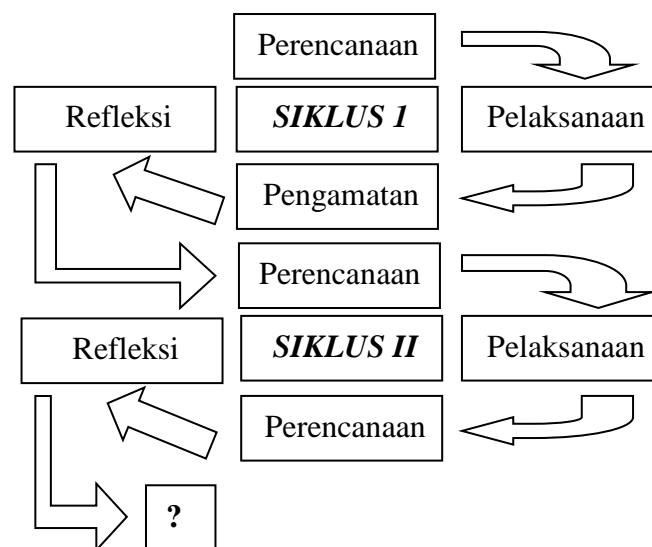 Perencanaan
Refleksi
SIKLUS 1
Pelaksanaan
Pengamatan
Perencanaan
Refleksi
SIKLUS II
Pelaksanaan
Perencanaan
?